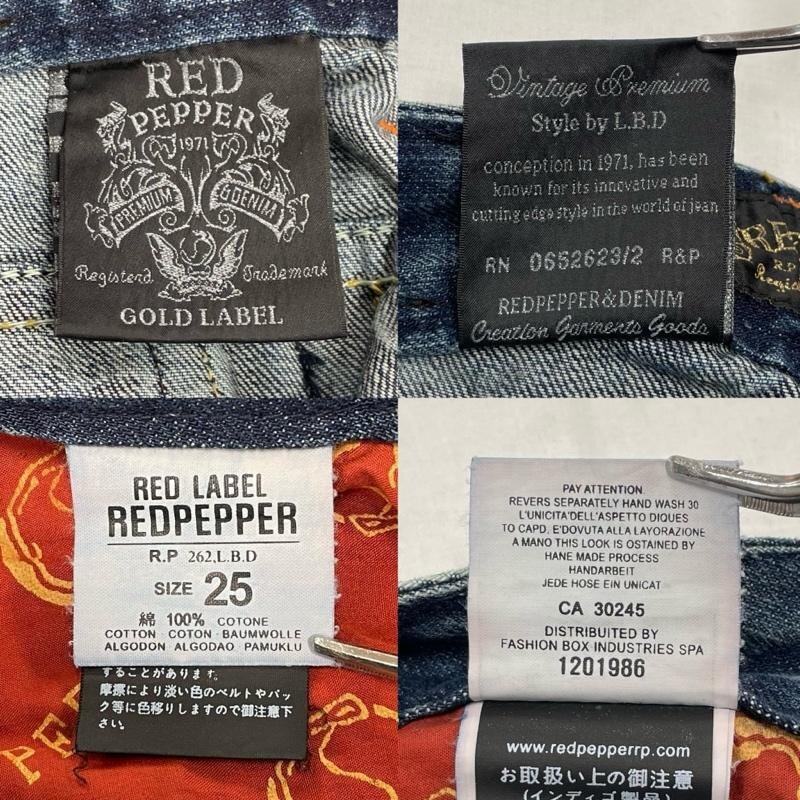 RED
PEPPER
1971
PREMIUM & DENIM
Registerd Trademark
GOLD LABEL
Vintage Premium
Style by L.B.D
conception in 1971, has been
known for its innovative and
cutting edge style in the world of jean
RN 0652623/2 R&P
REDPEPPER&DENIM
Creation Garments Goods
RED LABEL
REDPEPPER
R.P 262,L.B.D
SIZE 25
綿 100% COTONE
COTTON · COTON · BAUMWOLLE
ALGODON · ALGODAO · PAMUKLU
することがあります。
摩擦により淡い色のベルトやバッ
ク等に色移りしますので御注意下
さい。
PE
PAY ATTENTION
REVERS SEPARATELY HAND WASH 30
L'UNICITA'DELL'ASPETTO DIQUES
TO CAPD. E'DOVUTA ALLA LAYORAZIONE
A MANO THIS LOOK IS OSTAINED BY
HANE MADE PROCESS
HANDARBEIT
JEDE HOSE EIN UNICAT
CA 30245
DISTRIBUTED BY
FASHION BOX INDUSTRIES SPA
1201986
www.redpepperrp.com
お取扱い上の御注意
(インディゴ製品)